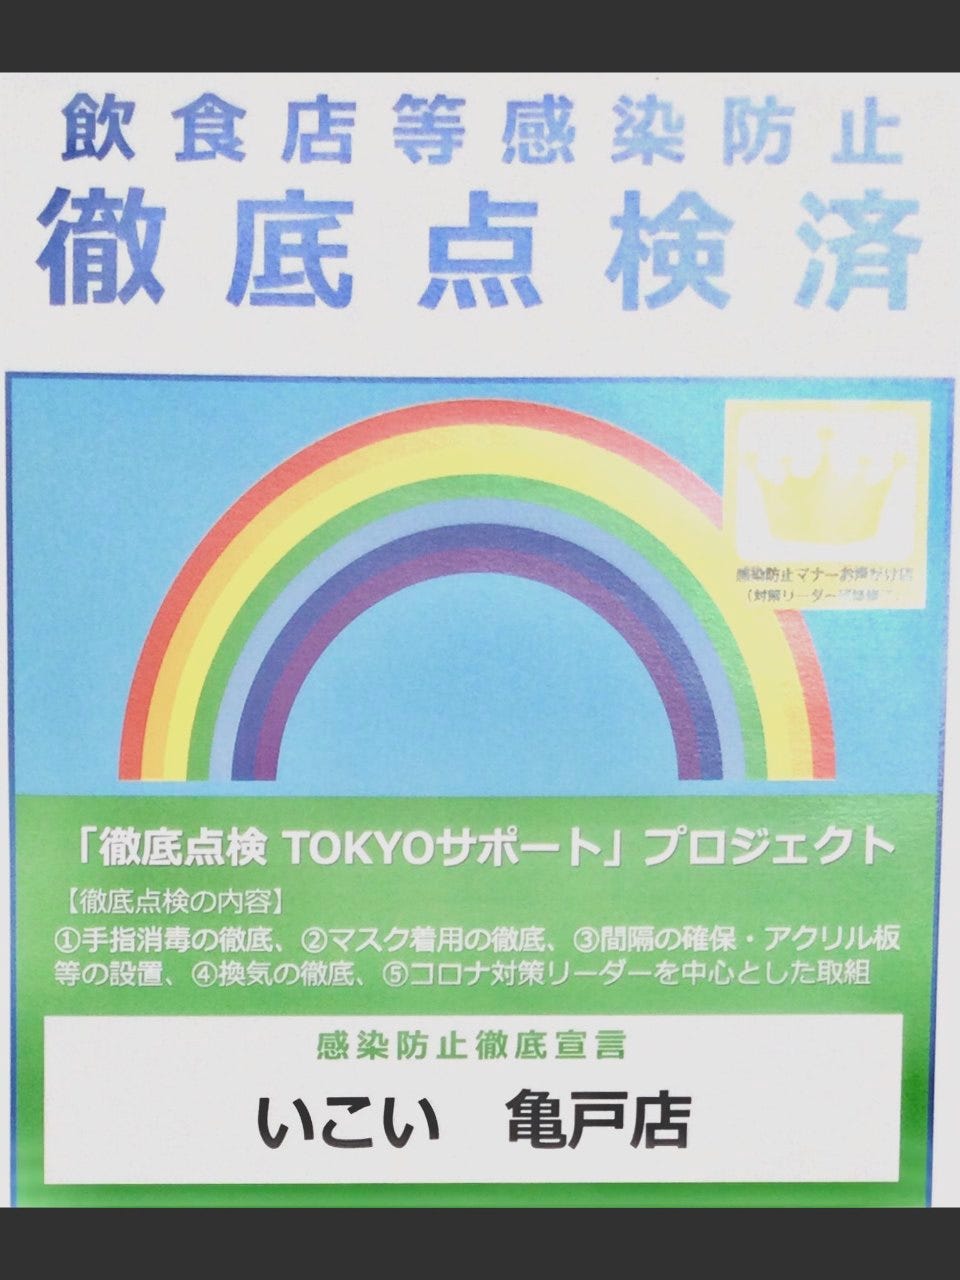 飲食店等感染防止
徹底点検済
感染防止マナーお声がけ店
(対策リーダー
「徹底点検 TOKYOサポート」プロジェクト
【徹底点検の内容】
①手指消毒の徹底、②マスク着用の徹底、③間隔の確保・アクリル板
等の設置、④換気の徹底、⑤コロナ対策リーダーを中心とした取組
感染防止徹底宣言
いこい 亀戸店